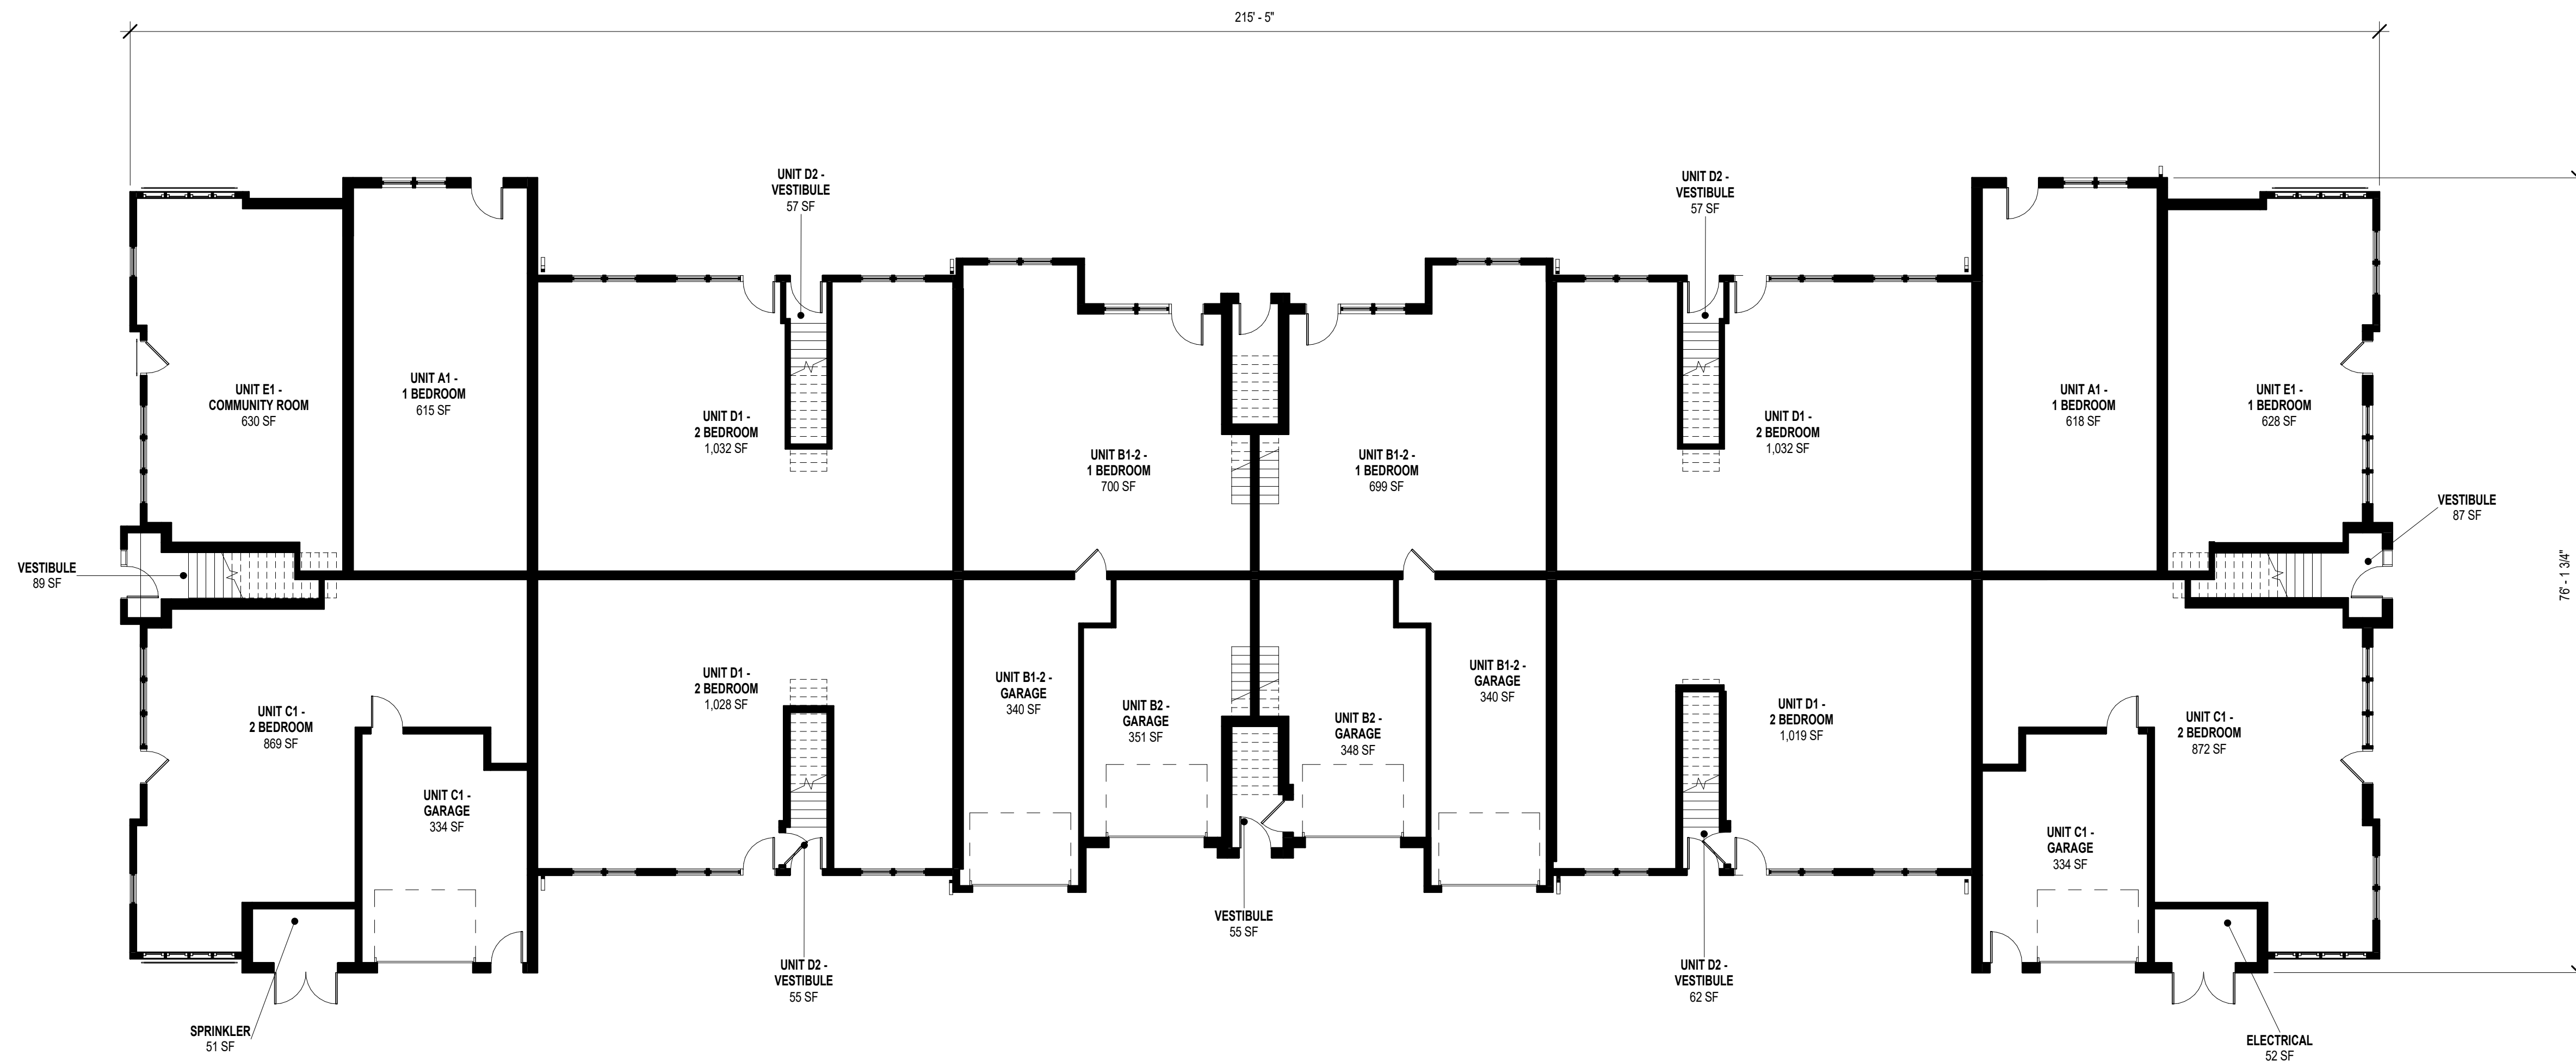 215' - 5"
UNIT D2 -
VESTIBULE
57 SF
UNIT D2 -
VESTIBULE
57 SF
UNIT E1 -
COMMUNITY ROOM
630 SF
UNIT A1 -
1 BEDROOM
615 SF
UNIT D1 -
2 BEDROOM
1,032 SF
UNIT B1-2 -
1 BEDROOM
700 SF
UNIT B1-2 -
1 BEDROOM
699 SF
UNIT D1 -
2 BEDROOM
1,032 SF
UNIT A1 -
1 BEDROOM
618 SF
UNIT E1 -
1 BEDROOM
628 SF
VESTIBULE
87 SF
VESTIBULE
89 SF
76' - 1 3/4"
UNIT C1 -
2 BEDROOM
869 SF
UNIT C1 -
GARAGE
334 SF
UNIT D1 -
2 BEDROOM
1,028 SF
UNIT B1-2 -
GARAGE
340 SF
UNIT B2 -
GARAGE
351 SF
UNIT B2 -
GARAGE
348 SF
UNIT B1-2 -
GARAGE
340 SF
UNIT D1 -
2 BEDROOM
1,019 SF
UNIT C1 -
GARAGE
334 SF
UNIT C1 -
2 BEDROOM
872 SF
VESTIBULE
55 SF
UNIT D2 -
VESTIBULE
55 SF
UNIT D2 -
VESTIBULE
62 SF
SPRINKLER
51 SF
ELECTRICAL
52 SF